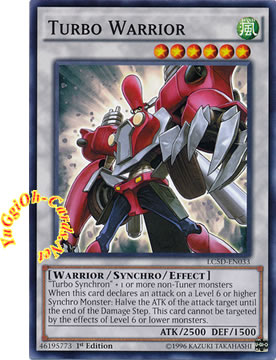 TURBO WARRIOR
嵐
YuGgiOh-Cards.Net
LC5D-EN033
[WARRIOR/SYNCHRO/EFFECT]
"Turbo Synchron" + 1 or more non-Tuner monsters
When this card declares an attack on a Level 6 or higher
Synchro Monster: Halve the ATK of the attack target until
the end of the Damage Step. This card cannot be targeted
by the effects of Level 6 or lower monsters.
ATK/2500 DEF/1500
46195773 1st Edition ©1996 KAZUKI TAKAHASHI